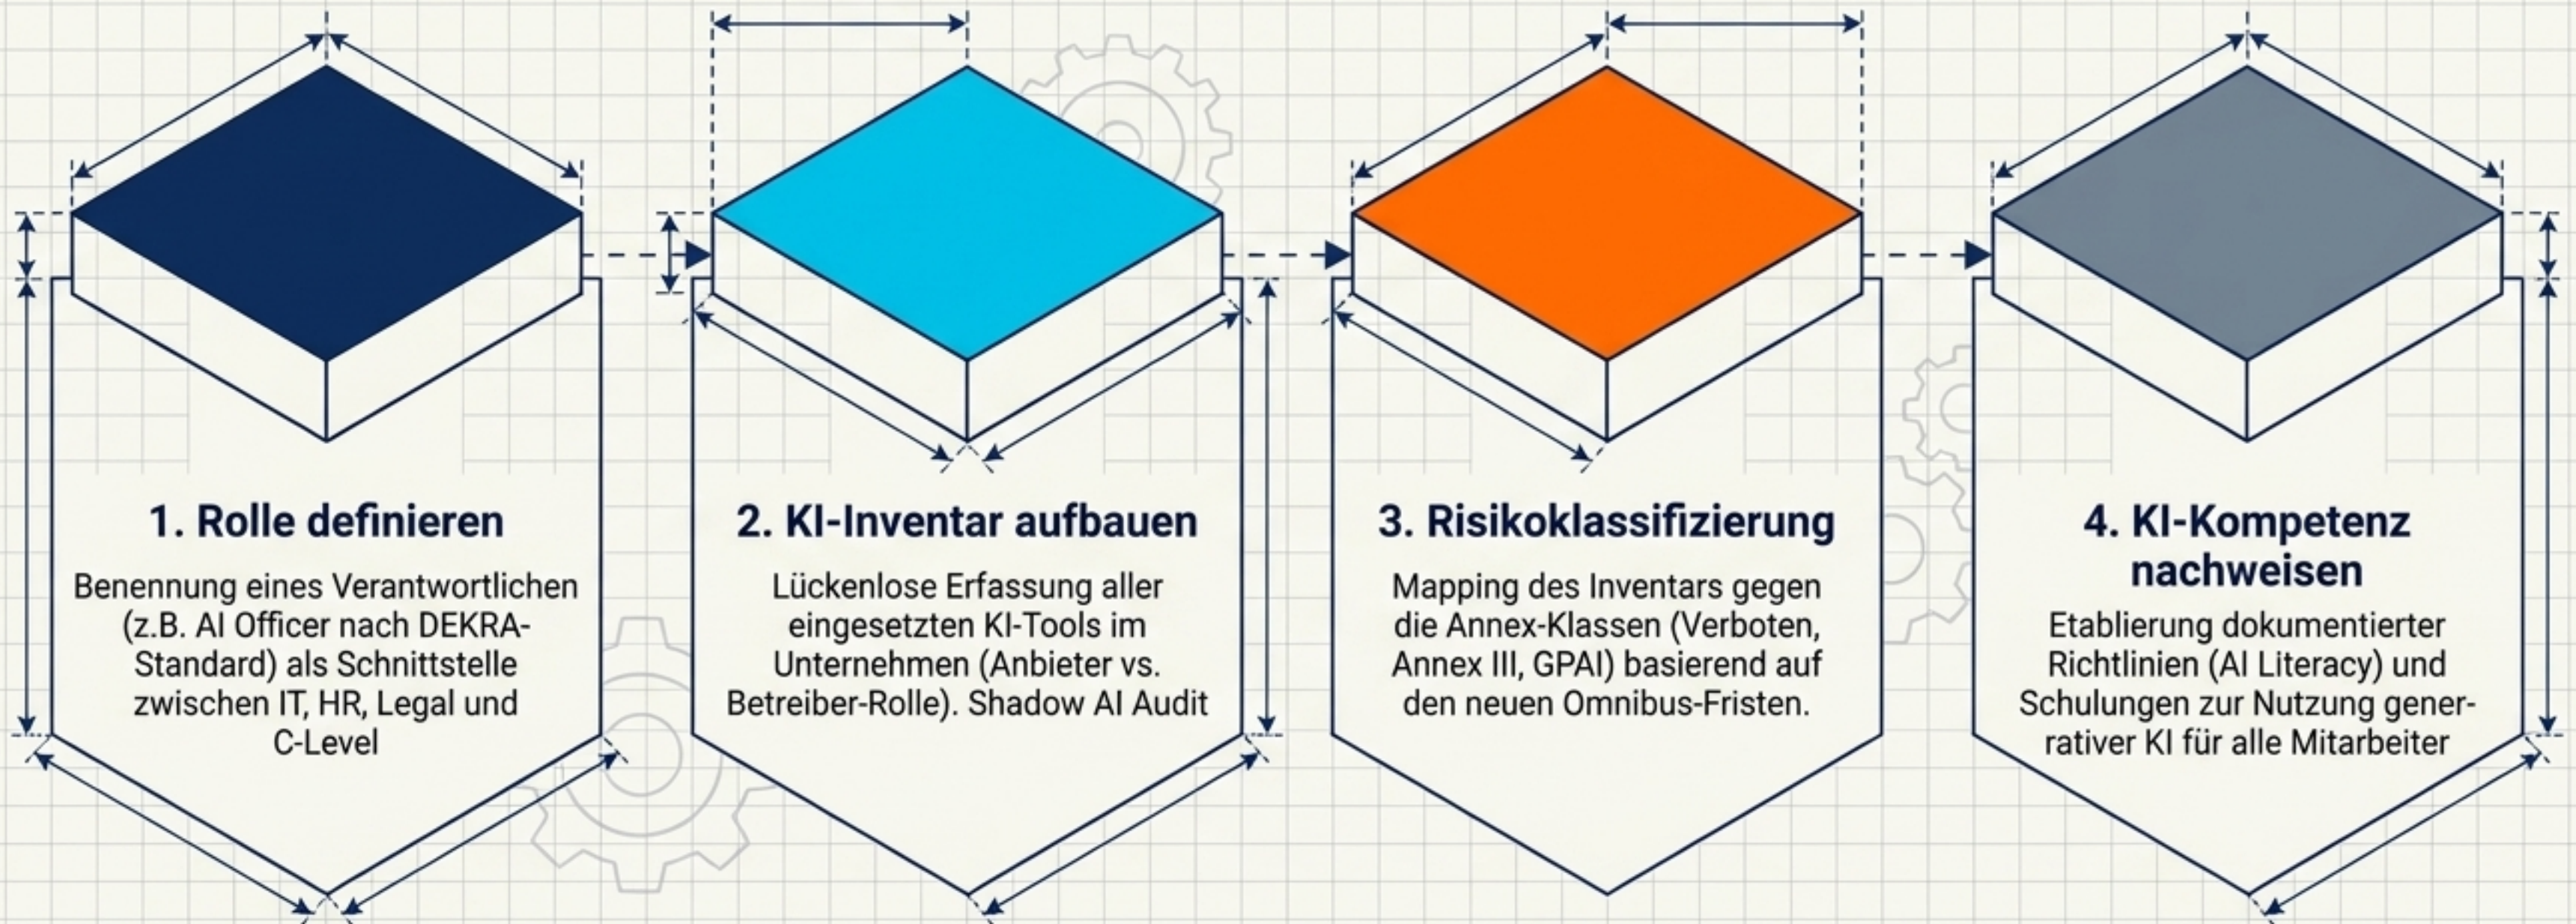 1. Rolle definieren
Benennung eines Verantwortlichen
(z.B. AI Officer nach DEKRA-
Standard) als Schnittstelle
zwischen IT, HR, Legal und
C-Level
2. KI-Inventar aufbauen
Lückenlose Erfassung aller
eingesetzten KI-Tools im
Unternehmen (Anbieter vs.
Betreiber-Rolle). Shadow AI Audit
3. Risikoklassifizierung
Mapping des Inventars gegen
die Annex-Klassen (Verboten,
Annex III, GPAI) basierend auf
den neuen Omnibus-Fristen.
4. KI-Kompetenz
nachweisen
Etablierung dokumentierter
Richtlinien (AI Literacy) und
Schulungen zur Nutzung gener-
rativer KI für alle Mitarbeiter